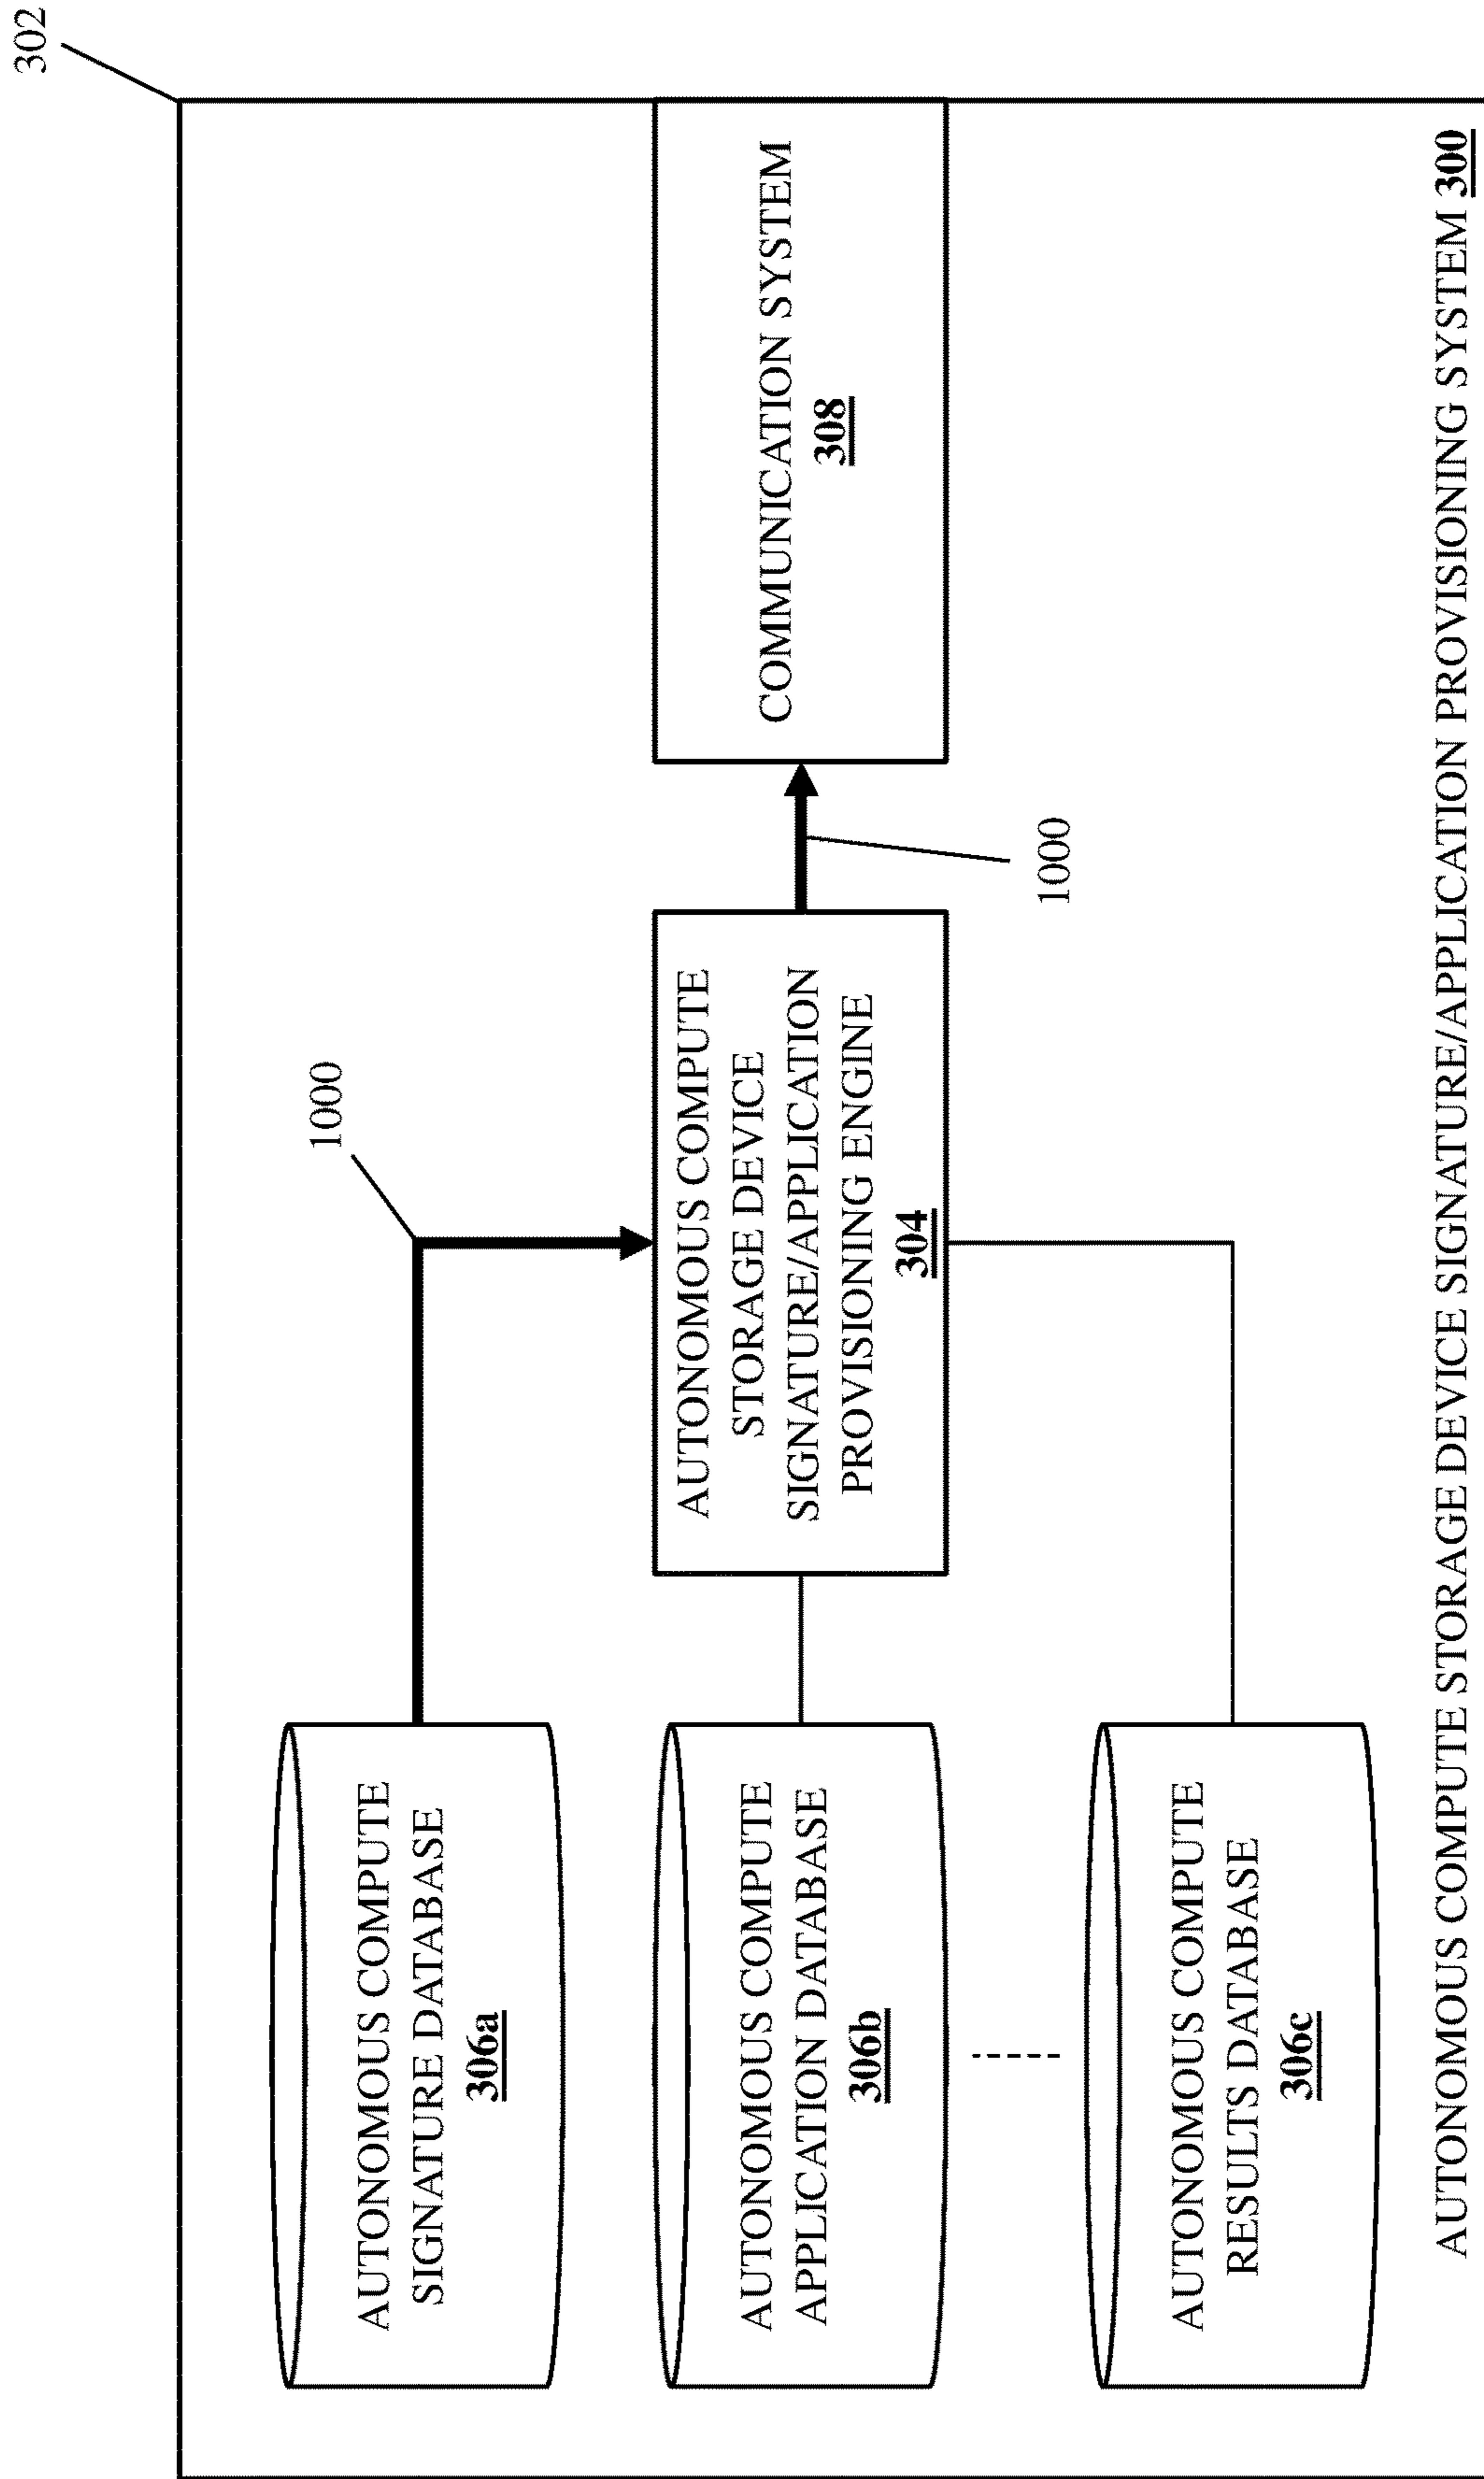 302
AUTONOMOUS COMPUTE
SIGNATURE DATABASE
306a
1000
AUTONOMOUS COMPUTE
APPLICATION DATABASE
306b
AUTONOMOUS COMPUTE
STORAGE DEVICE
SIGNATURE/APPLICATION
PROVISIONING ENGINE
304
1000
COMMUNICATION SYSTEM
308
AUTONOMOUS COMPUTE
RESULTS DATABASE
306c
AUTONOMOUS COMPUTE STORAGE DEVICE SIGNATURE/APPLICATION PROVISIONING SYSTEM 300